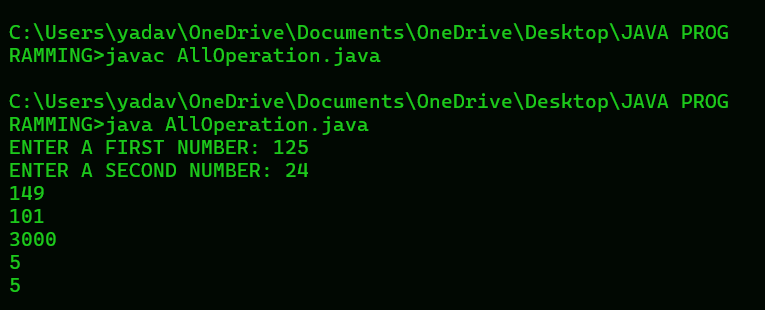 C:\Users\yadav\OneDrive\Documents\OneDrive\Desktop\JAVA PROG
RAMMING>javac AllOperation.java
C:\Users\yadav\OneDrive\Documents\OneDrive\Desktop\JAVA PROG
RAMMING>java AllOperation.java
ENTER A FIRST NUMBER: 125
ENTER A SECOND NUMBER: 24
149
101
3000
5
5